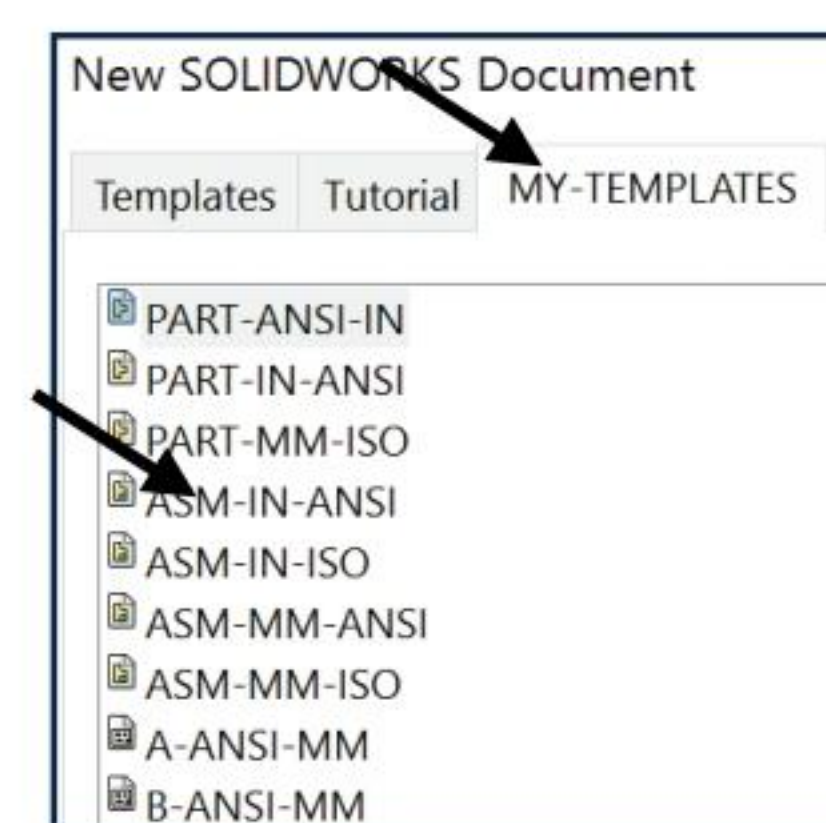 New SOLIDWORKS Document
Templates Tutorial MY-TEMPLATES
PART-ANSI-IN
PART-IN-ANSI
PART-MM-ISO
ASM-IN-ANSI
ASM-IN-ISO
ASM-MM-ANSI
ASM-MM-ISO
A-ANSI-MM
B-ANSI-MM